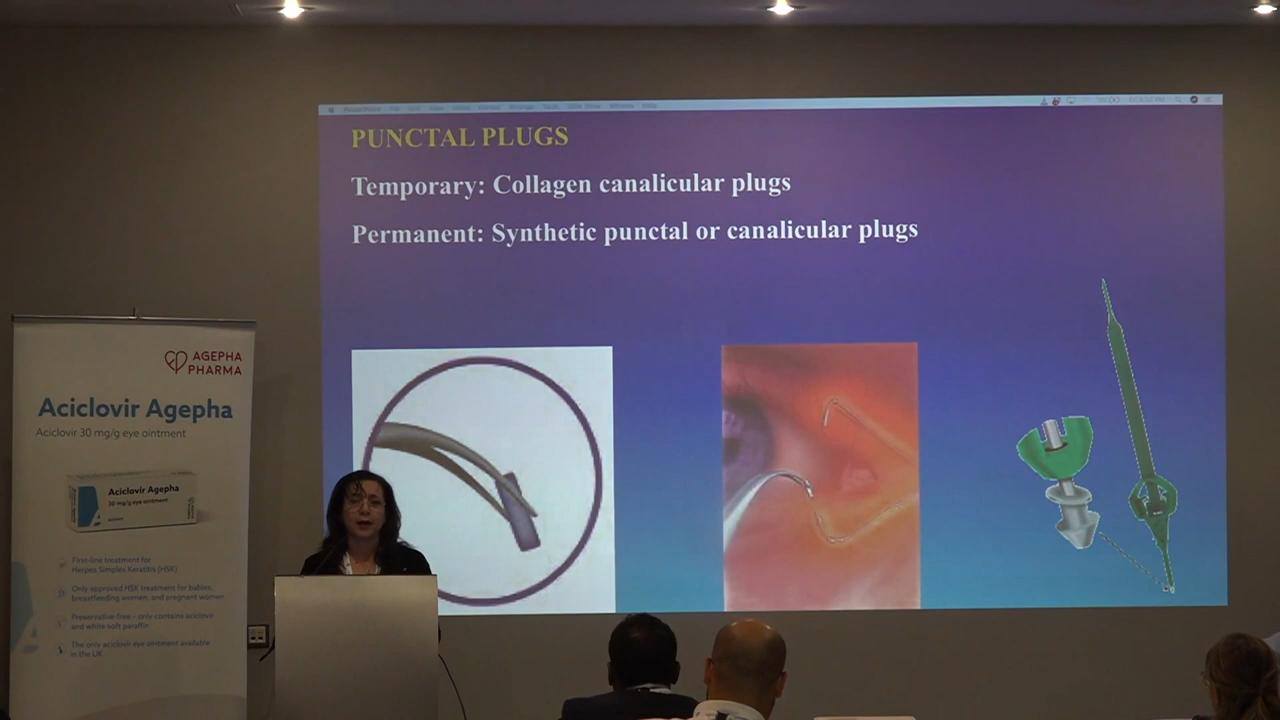 PUNCTAL PLUGS
Temporary: Collagen canalicular plugs
Permanent: Synthetic punctal or canalicular plugs
AGEPHA
PHARMA
Aciclovir Agepha
Aciclovir 30 mg/g eye ointment
Aciclovir Agepha
30 mg/g eye ointment
First-line treatment for
Herpes Simplex Keratitis (HSK)
Only approved HSK treatment for babies,
breastfeeding women, and pregnant women
Preservative-free – only contains aciclovir
and white soft paraffin
The only aciclovir eye ointment available
in the UK